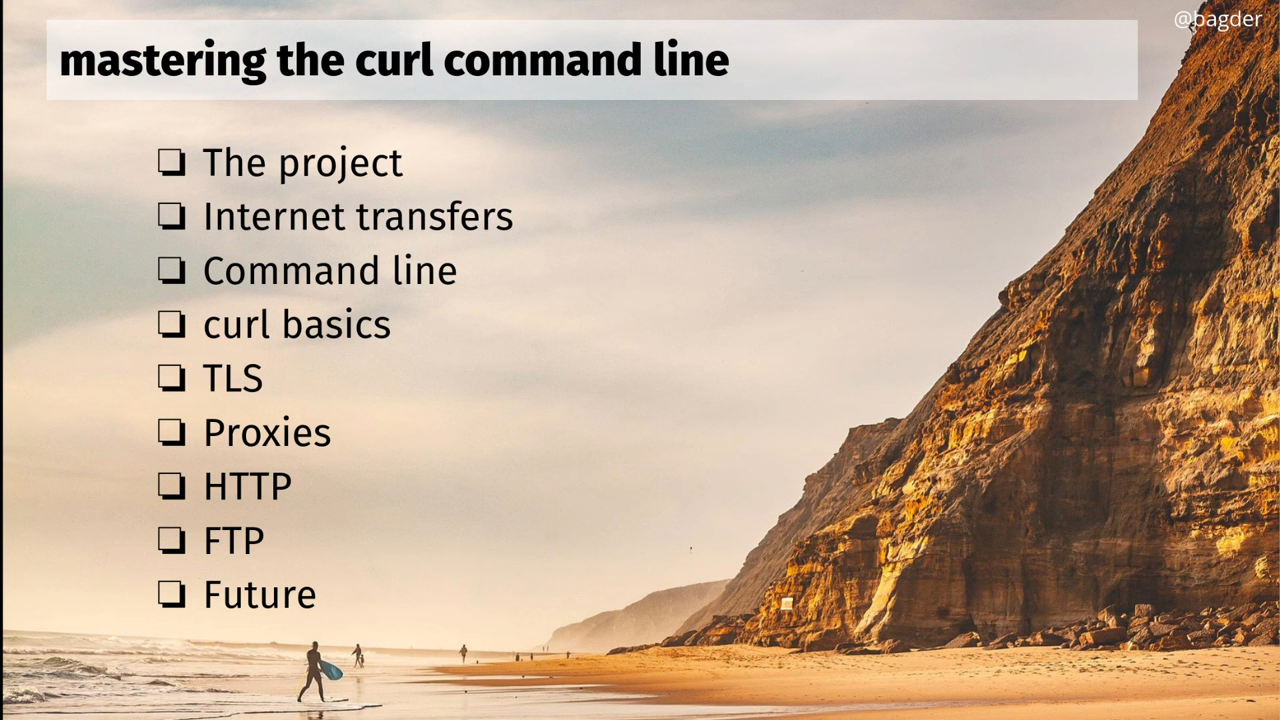 @bagder
mastering the curl command line
❏ The project
❏ Internet transfers
❏ Command line
❏ curl basics
❏ TLS
❏ Proxies
❏ HTTP
❏ FTP
❏ Future